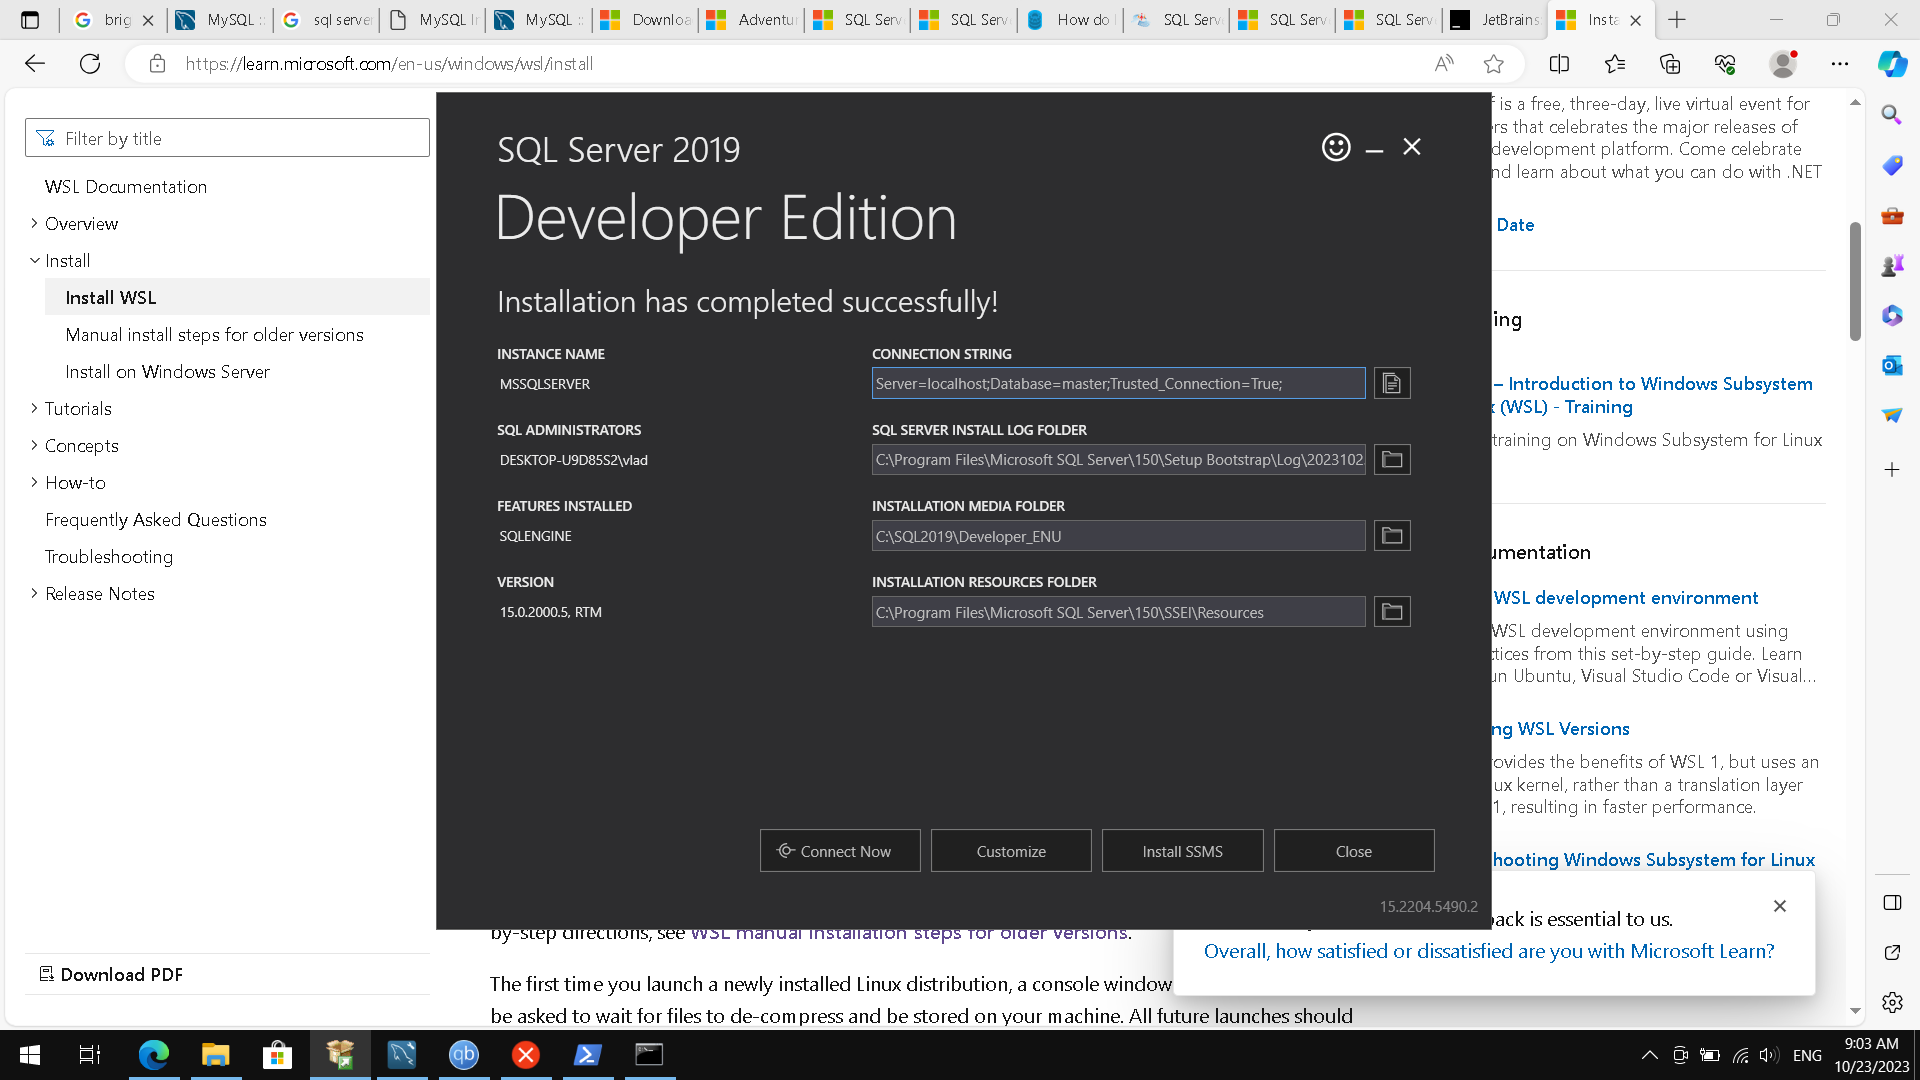 brig
MySQL :
sql server
MySQL In
MySQL :
Downloa
Adventur
SQL Serv
SQL Serv
How do I
SQL Serv
SQL Serv
SQL Serv
JetBrains
Insta
https://learn.microsoft.com/en-us/windows/wsl/install
Filter by title
WSL Documentation
Overview
Install
Install WSL
Manual install steps for older versions
Install on Windows Server
Tutorials
Concepts
How-to
Frequently Asked Questions
Troubleshooting
Release Notes
Download PDF
SQL Server 2019
Developer Edition
Installation has completed successfully!
INSTANCE NAME
MSSQLSERVER
SQL ADMINISTRATORS
DESKTOP-U9D85S2\vlad
FEATURES INSTALLED
SQLENGINE
VERSION
15.0.2000.5, RTM
CONNECTION STRING
Server=localhost;Database=master;Trusted_Connection=True;
SQL SERVER INSTALL LOG FOLDER
C:\Program Files\Microsoft SQL Server\150\Setup Bootstrap\Log\2023102
INSTALLATION MEDIA FOLDER
C:\SQL2019\Developer_ENU
INSTALLATION RESOURCES FOLDER
C:\Program Files\Microsoft SQL Server\150\SSEI\Resources
Connect Now
Customize
Install SSMS
Close
15.2204.5490.2
f is a free, three-day, live virtual event for
rs that celebrates the major releases of
development platform. Come celebrate
nd learn about what you can do with .NET
Date
ing
– Introduction to Windows Subsystem
x (WSL) - Training
training on Windows Subsystem for Linux
umentation
WSL development environment
WSL development environment using
ctices from this set-by-step guide. Learn
un Ubuntu, Visual Studio Code or Visual...
ng WSL Versions
rovides the benefits of WSL 1, but uses an
ux kernel, rather than a translation layer
1, resulting in faster performance.
hooting Windows Subsystem for Linux
ack is essential to us.
Overall, how satisfied or dissatisfied are you with Microsoft Learn?
by-step directions, see WSL manual installation steps for older versions.
The first time you launch a newly installed Linux distribution, a console window
be asked to wait for files to de-compress and be stored on your machine. All future launches should
qb
ENG
9:03 AM
10/23/2023